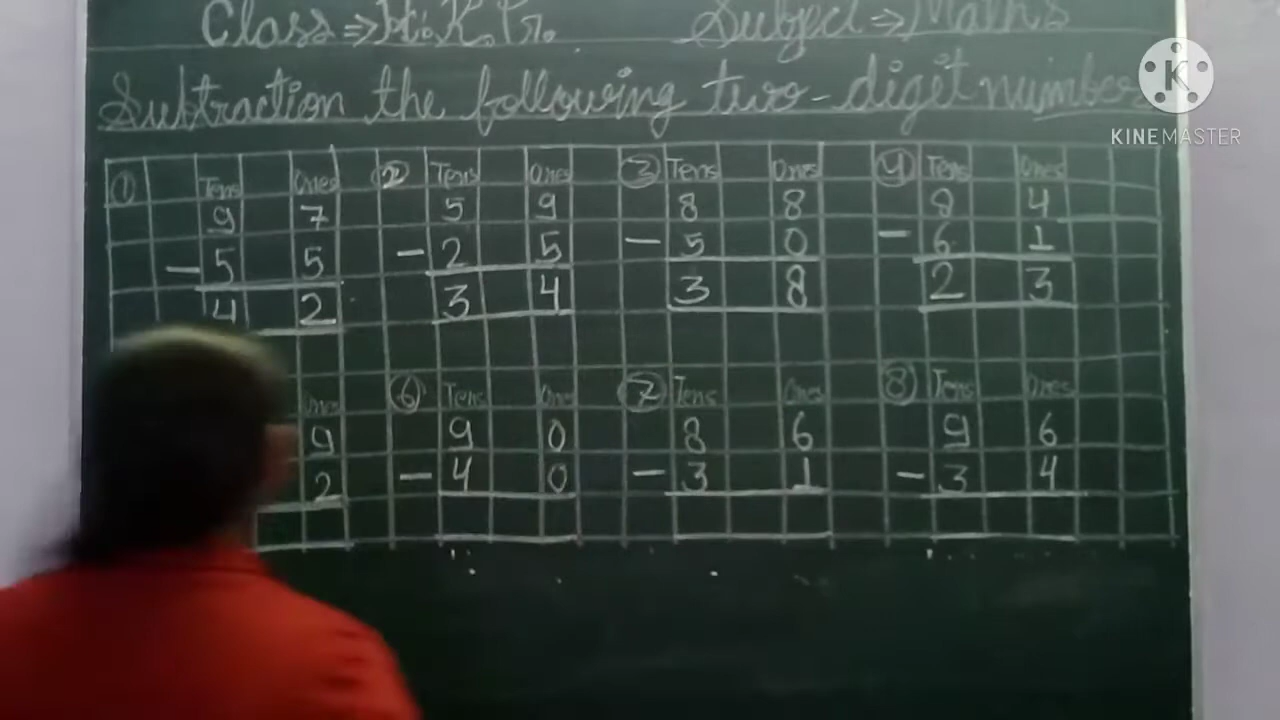 Class ⇒ H.K.G. Subject ⇒ Maths
Subtraction the following two-digit numbers
KINEMASTER
① Tens Ones ② Tens Ones ③ Tens Ones ④ Tens Ones
9 7 5 9 8 8 8 4
- 5 5 - 2 5 - 5 0 - 6 1
4 2 3 4 3 8 2 3
Ones ⑥ Tens Ones ⑦ Tens Ones ⑧ Tens Ones
9 9 0 8 6 9 6
2 - 4 0 - 3 1 - 3 4